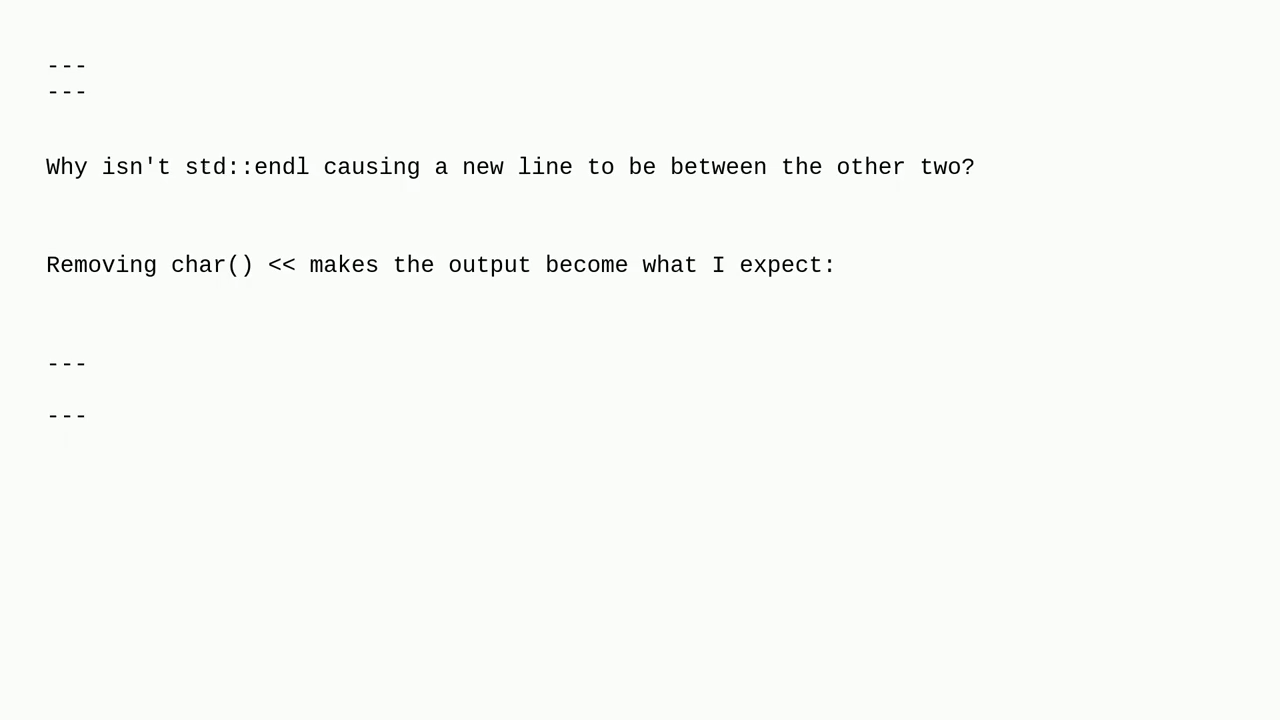 ---
---
Why isn't std::endl causing a new line to be between the other two?
Removing char() << makes the output become what I expect:
---
---